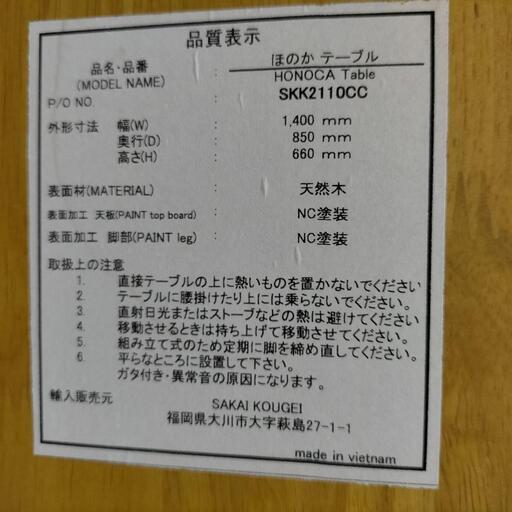 品質表示
品名・品番 : ほのか テーブル
(MODEL NAME) HONOCA Table
P/O NO. : SKK2110CC
外形寸法 幅(W) : 1,400 mm
奥行(D) : 850 mm
高さ(H) : 660 mm
表面材(MATERIAL) : 天然木
表面加工 天板(PAINT top board) : NC塗装
表面加工 脚部(PAINT leg) : NC塗装
取扱上の注意
1. 直接テーブルの上に熱いものを置かないでください
2. テーブルに腰掛けたり上には乗らないでください。
3. 直射日光またはストーブなどの熱は避けてください
4. 移動させるときは持ち上げて移動させてください。
5. 組み立て式のため定期に脚を締め直してください。
6. 平らなところに設置して下さい。
ガタ付き・異常音の原因になります。
輸入販売元 : SAKAI KOUGEI
福岡県大川市大字萩島27-1-1
made in vietnam